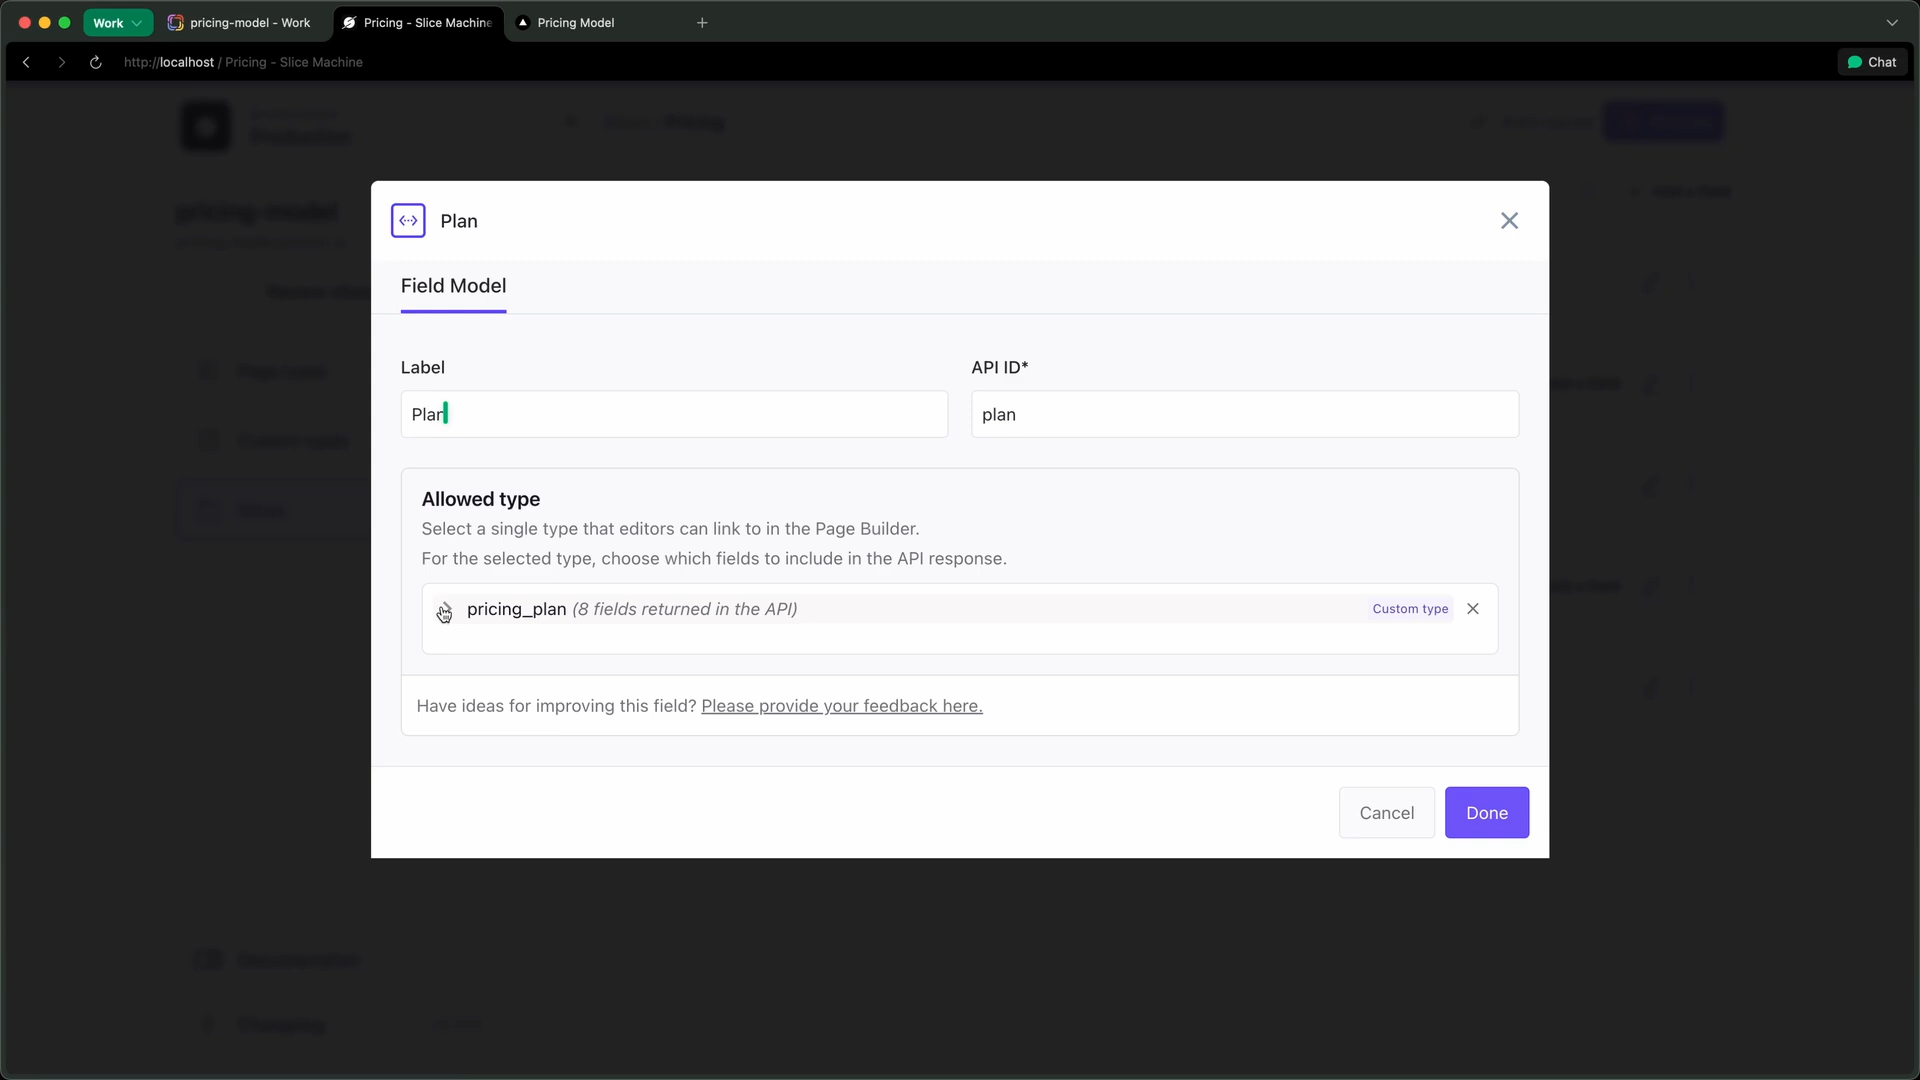 Work
pricing-model - Work
Pricing - Slice Machine
Pricing Model
http://localhost / Pricing - Slice Machine
Chat
Plan
Field Model
Label
API ID*
Plan
plan
Allowed type
Select a single type that editors can link to in the Page Builder.
For the selected type, choose which fields to include in the API response.
pricing_plan (8 fields returned in the API)
Custom type
Have ideas for improving this field? Please provide your feedback here.
Cancel
Done